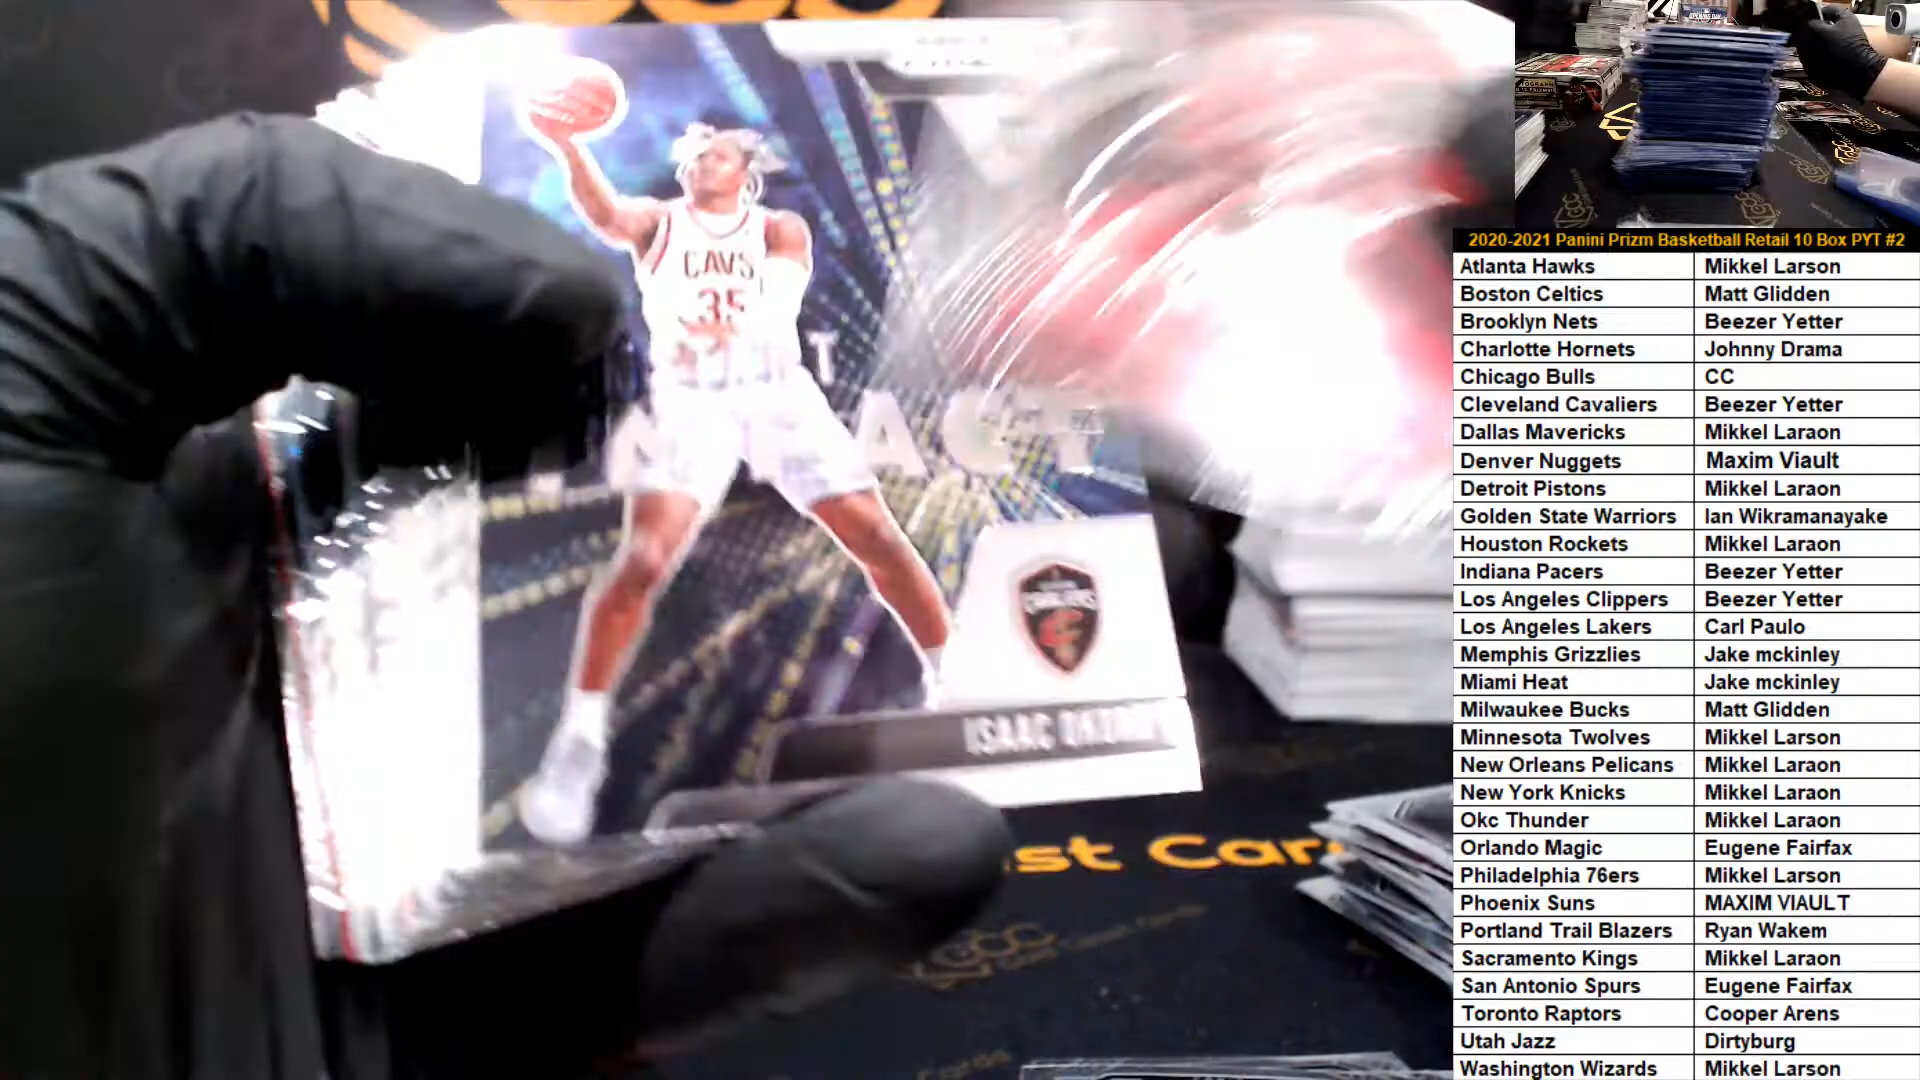 CAVS
35
ACT
ISAAC
st Car
GCC
2020-2021 Panini Prizm Basketball Retail 10 Box PYT #2
Atlanta Hawks Mikkel Larson
Boston Celtics Matt Glidden
Brooklyn Nets Beezer Yetter
Charlotte Hornets Johnny Drama
Chicago Bulls CC
Cleveland Cavaliers Beezer Yetter
Dallas Mavericks Mikkel Laraon
Denver Nuggets Maxim Viault
Detroit Pistons Mikkel Laraon
Golden State Warriors Ian Wikramanayake
Houston Rockets Mikkel Laraon
Indiana Pacers Beezer Yetter
Los Angeles Clippers Beezer Yetter
Los Angeles Lakers Carl Paulo
Memphis Grizzlies Jake mckinley
Miami Heat Jake mckinley
Milwaukee Bucks Matt Glidden
Minnesota Twolves Mikkel Larson
New Orleans Pelicans Mikkel Laraon
New York Knicks Mikkel Laraon
Okc Thunder Mikkel Laraon
Orlando Magic Eugene Fairfax
Philadelphia 76ers Mikkel Larson
Phoenix Suns MAXIM VIAULT
Portland Trail Blazers Ryan Wakem
Sacramento Kings Mikkel Laraon
San Antonio Spurs Eugene Fairfax
Toronto Raptors Cooper Arens
Utah Jazz Dirtyburg
Washington Wizards Mikkel Larson